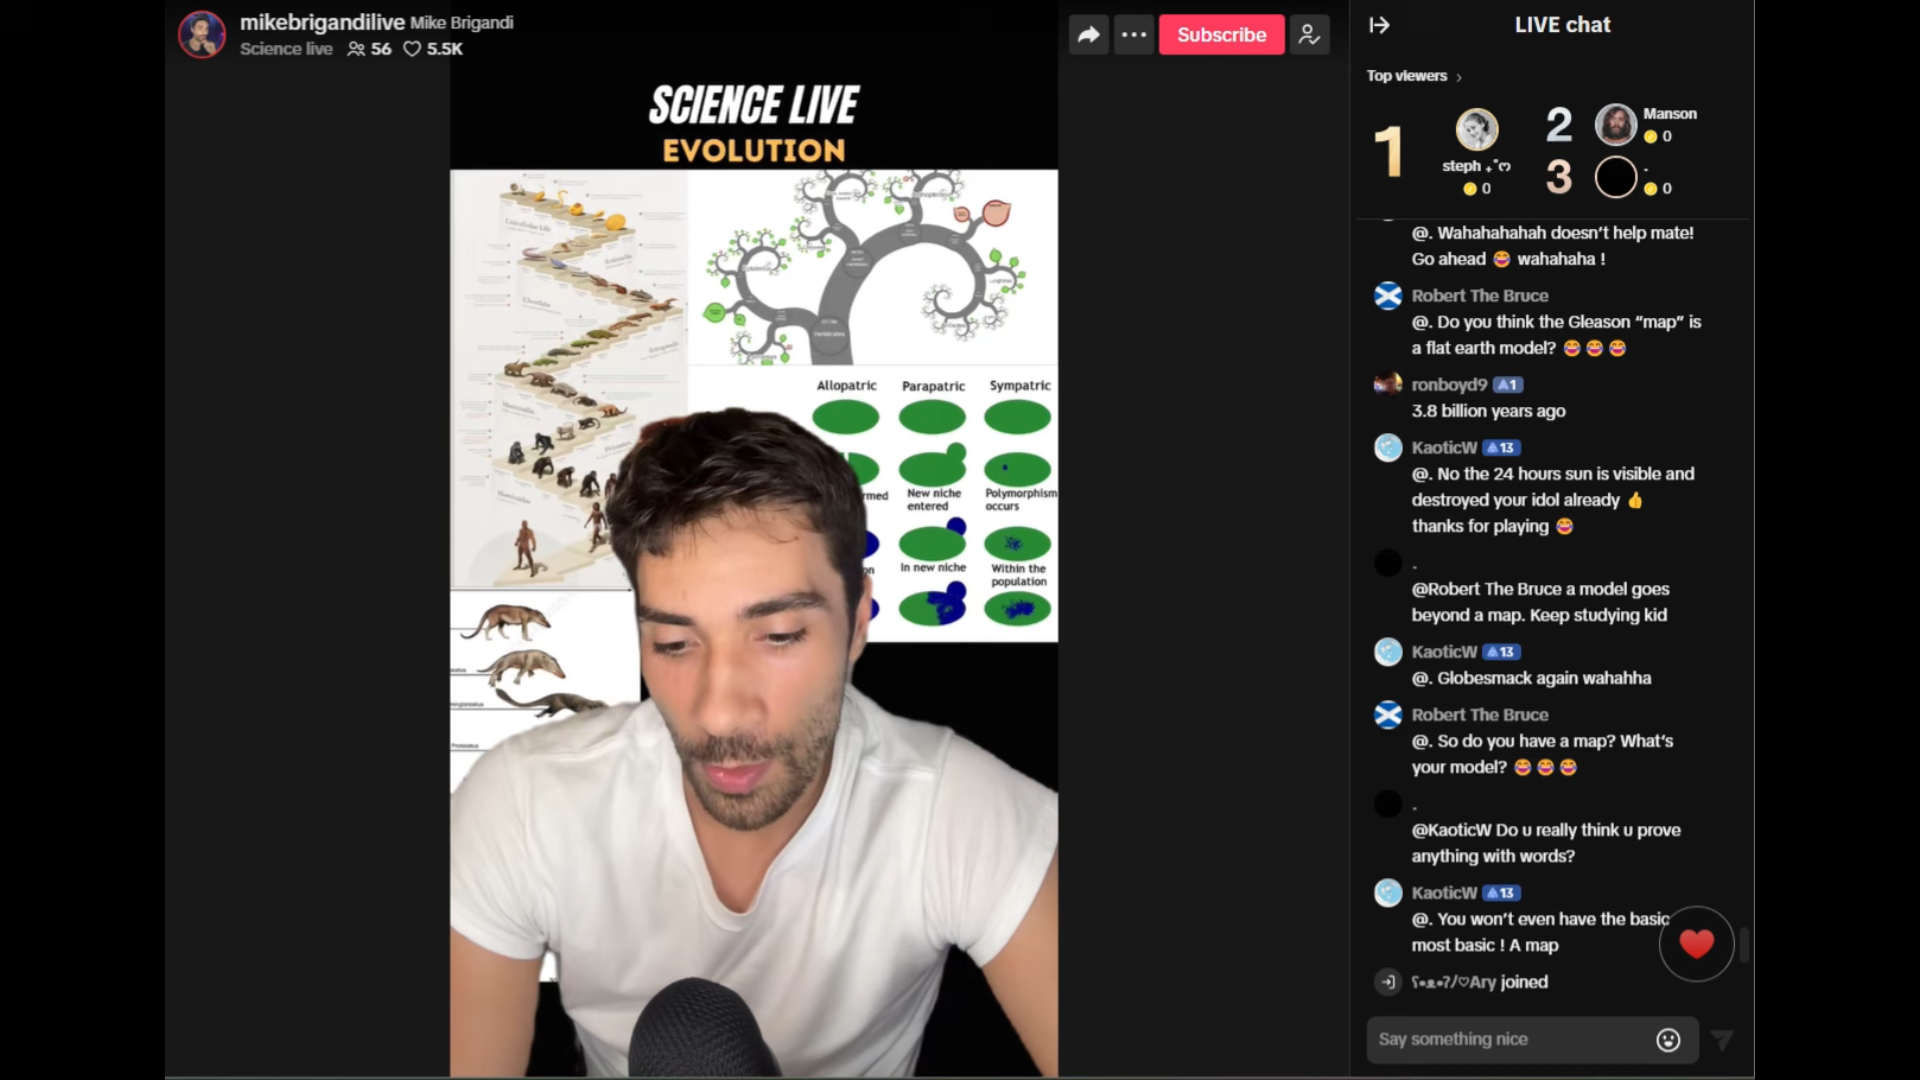 mikebrigandilive Mike Brigandi
Science live 56 5.5K
Subscribe
SCIENCE LIVE
EVOLUTION
Vertebrates
Allopatric Parapatric Sympatric
New niche
entered
Polymorphism
occurs
In new niche
Within the
population
LIVE chat
Top viewers
1
steph
0
2
Manson
0
3
.
0
@. Wahahahahah doesn't help mate!
Go ahead 😂 wahahaha !
Robert The Bruce
@. Do you think the Gleason “map” is
a flat earth model? 😂 😂 😂
ronboyd9 1
3.8 billion years ago
KaoticW 13
@. No the 24 hours sun is visible and
destroyed your idol already 👍
thanks for playing 😂
.
@Robert The Bruce a model goes
beyond a map. Keep studying kid
KaoticW 13
@. Globesmack again wahahha
Robert The Bruce
@. So do you have a map? What's
your model? 😂 😂 😂
.
@KaoticW Do u really think u prove
anything with words?
KaoticW 13
@. You won't even have the basic
most basic ! A map
ʕ•ᴥ•ʔﾉ♡Ary joined
Say something nice